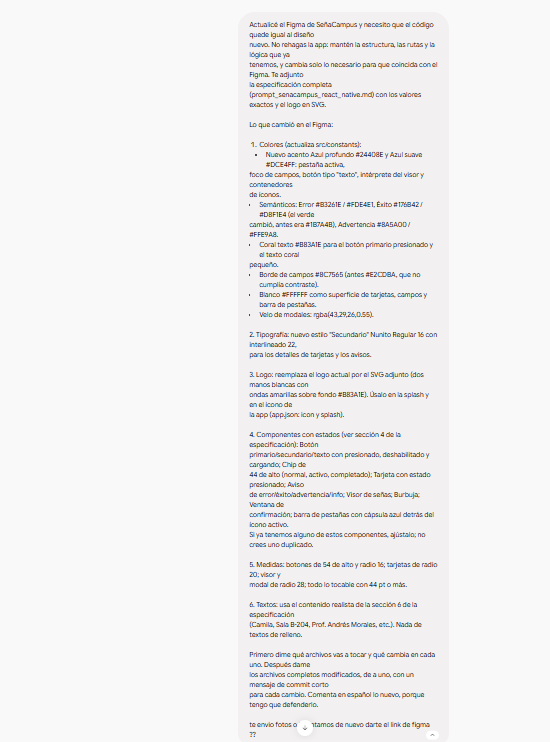 Actualicé el Figma de SeñaCampus y necesito que el código
quede igual al diseño
nuevo. No rehagas la app: mantén la estructura, las rutas y la
lógica que ya
tenemos, y cambia solo lo necesario para que coincida con el
Figma. Te adjunto
la especificación completa
(prompt_senacampus_react_native.md) con los valores
exactos y el logo en SVG.
Lo que cambió en el Figma:
1. Colores (actualiza src/constants):
• Nuevo acento Azul profundo #24408E y Azul suave
#DCE4FF: pestaña activa,
foco de campos, botón tipo "texto", intérprete del visor y
contenedores
de iconos.
• Semánticos: Error #B3261E / #FDE4E1, Éxito #176B42 /
#D8F1E4 (el verde
cambió, antes era #1B7A4B), Advertencia #8A5A00 /
#FFE9A8.
• Coral texto #B83A1E para el botón primario presionado y
el texto coral
pequeño.
• Borde de campos #8C7565 (antes #E2CDBA, que no
cumplía contraste).
• Blanco #FFFFFF como superficie de tarjetas, campos y
barra de pestañas.
• Velo de modales: rgba(43,29,26,0.55).
2. Tipografía: nuevo estilo "Secundario" Nunito Regular 16 con
interlineado 22,
para los detalles de tarjetas y los avisos.
3. Logo: reemplaza el logo actual por el SVG adjunto (dos
manos blancas con
ondas amarillas sobre fondo #B83A1E). Úsalo en el splash y
en el icono de
la app (app.json: icon y splash).
4. Componentes con estados (ver sección 4 de la
especificación): Botón
primario/secundario/texto con presionado, deshabilitado y
cargando; Chip de
44 de alto (normal, activo, completado); Tarjeta con estado
presionado; Aviso
de error/éxito/advertencia/info; Visor de señas; Burbuja;
Ventana de
confirmación; barra de pestañas con cápsula azul detrás del
icono activo.
Si ya tenemos alguno de estos componentes, ajústalo; no
crees uno duplicado.
5. Medidas: botones de 54 de alto y radio 16; tarjetas de radio
20; visor y
modal de radio 28; todo lo tocable con 44 pt o más.
6. Textos: usa el contenido realista de la sección 6 de la
especificación
(Camila, Sala B-204, Prof. Andrés Morales, etc.). Nada de
textos de relleno.
Primero dime qué archivos vas a tocar y qué cambia en cada
uno. Después dame
los archivos completos modificados, de a uno, con un
mensaje de commit corto
para cada cambio. Comenta en español lo nuevo, porque
tengo que defenderlo.
te envio fotos o de nuevo darte el link de figma
??